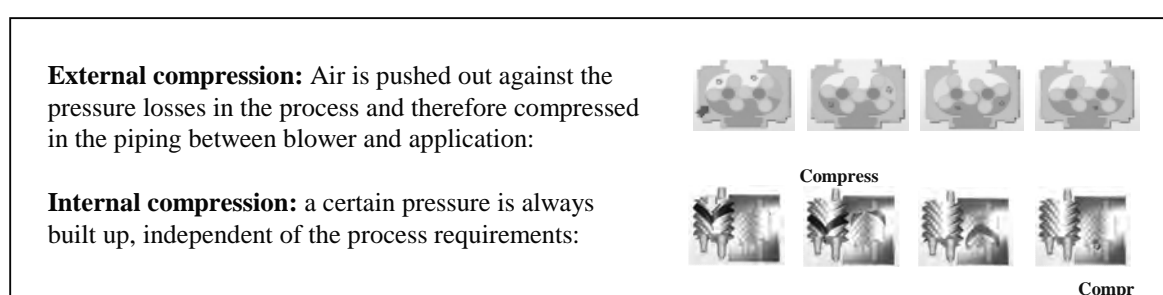 External compression: Air is pushed out against the
pressure losses in the process and therefore compressed
in the piping between blower and application:
Compress
Internal compression: a certain pressure is always
built up, independent of the process requirements:
Compr